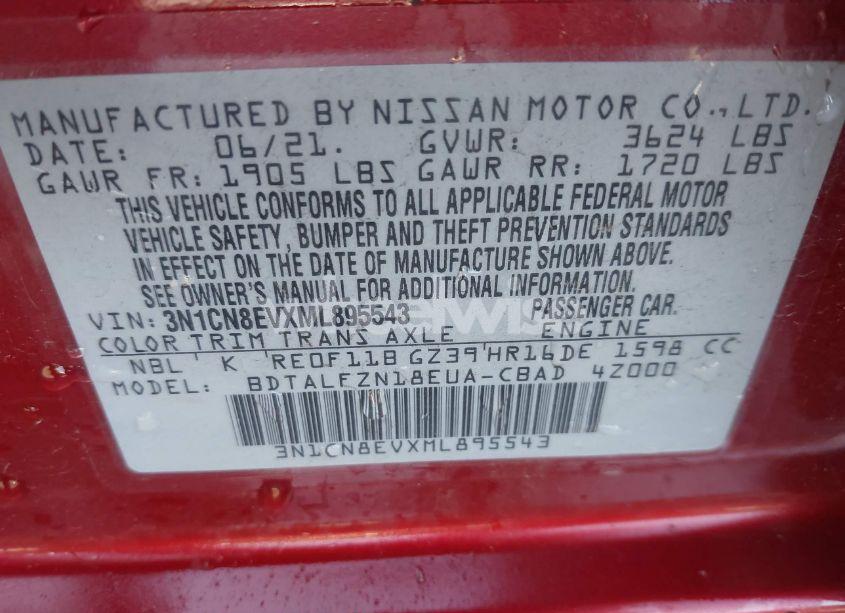 MANUFACTURED BY NISSAN MOTOR CO., LTD.
DATE: 06/21. GVWR: 3624 LBS
GAWR FR: 1905 LBS GAWR RR: 1720 LBS
THIS VEHICLE CONFORMS TO ALL APPLICABLE FEDERAL MOTOR
VEHICLE SAFETY, BUMPER AND THEFT PREVENTION STANDARDS
IN EFFECT ON THE DATE OF MANUFACTURE SHOWN ABOVE.
SEE OWNER'S MANUAL FOR ADDITIONAL INFORMATION.
VIN: 3N1CN8EVXML895543 PASSENGER CAR.
COLOR TRIM TRANS AXLE ENGINE
NBL K RE0F11B GZ39 HR16DE 1598 CC
MODEL: BDTALFZN18EUA-CBAD 4Z000
3N1CN8EVXML895543